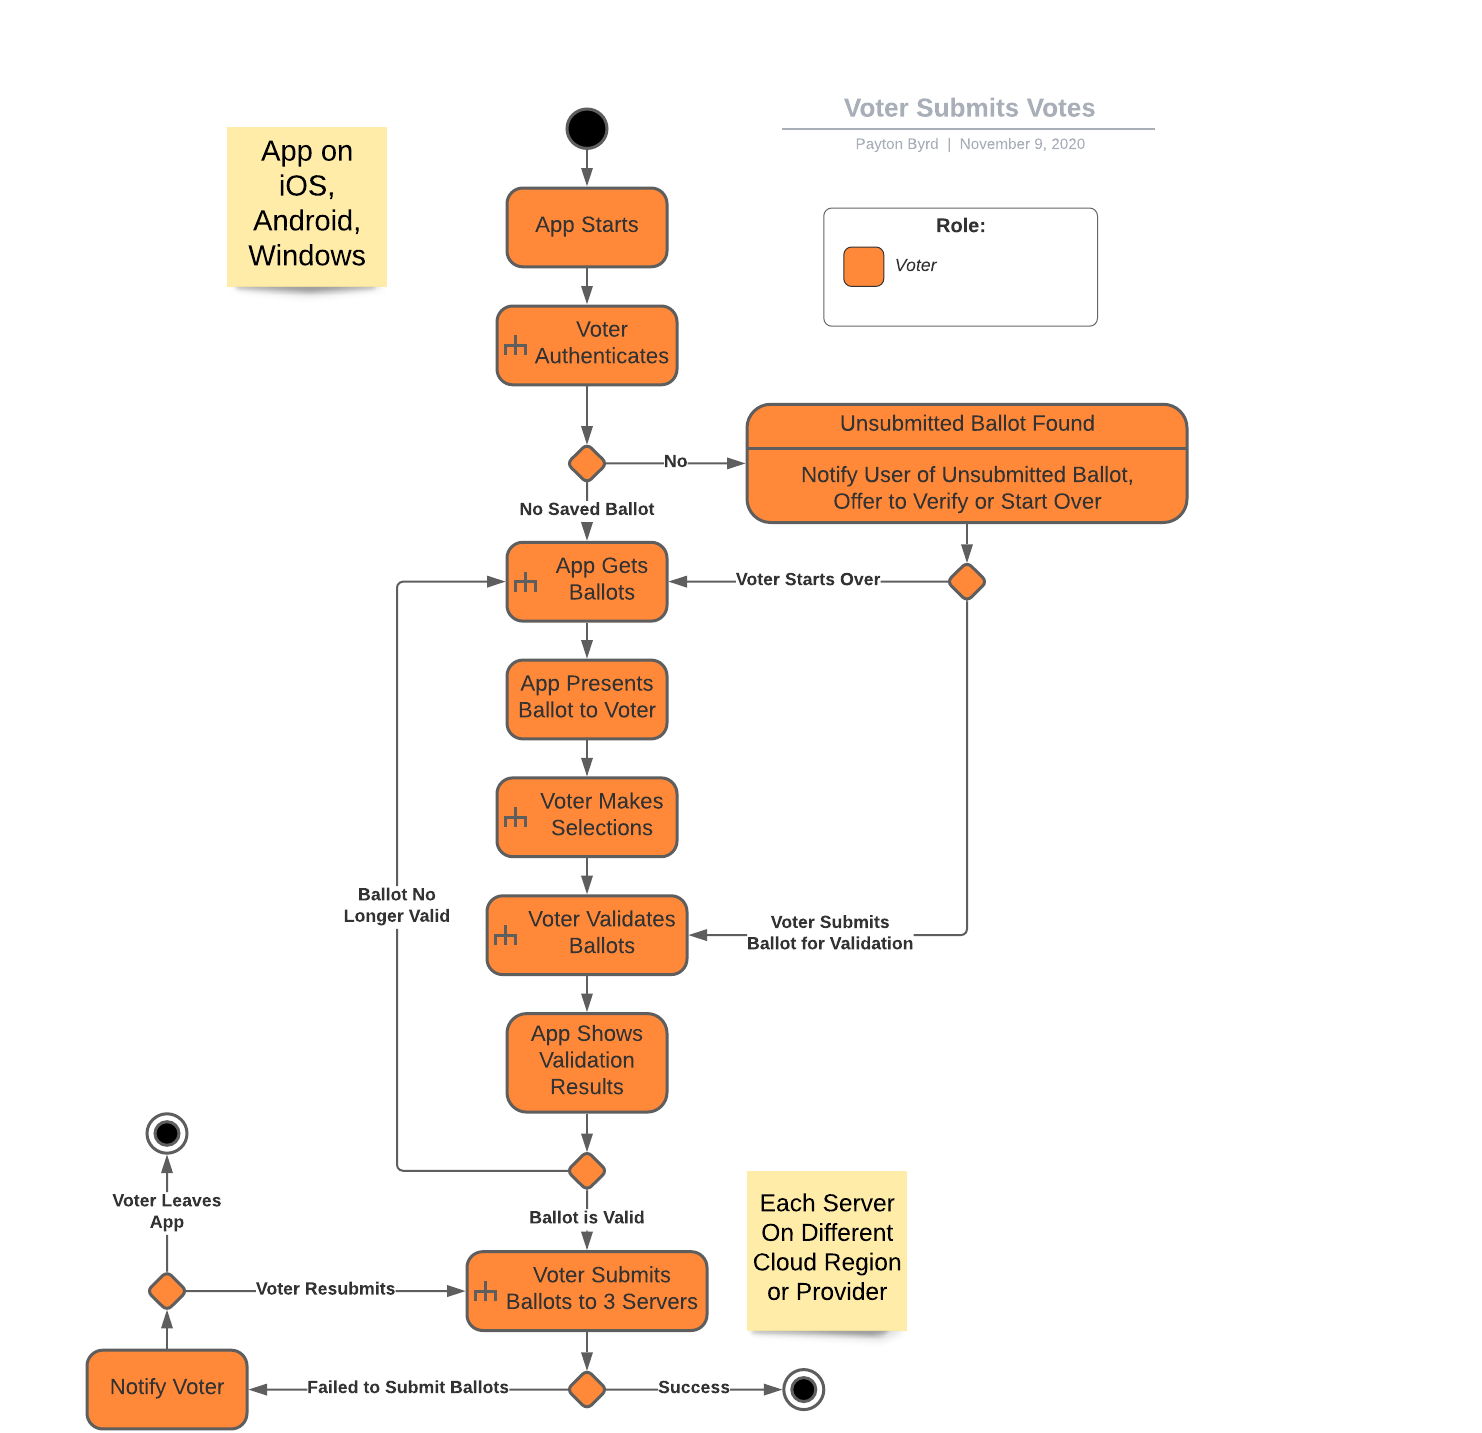 Voter Submits Votes
Payton Byrd | November 9, 2020
App on
iOS,
Android,
Windows
Role:
Voter
App Starts
Voter
Authenticates
No
Unsubmitted Ballot Found
Notify User of Unsubmitted Ballot,
Offer to Verify or Start Over
No Saved Ballot
App Gets
Ballots
Voter Starts Over
App Presents
Ballot to Voter
Voter Makes
Selections
Ballot No
Longer Valid
Voter Validates
Ballots
Voter Submits
Ballot for Validation
App Shows
Validation
Results
Voter Leaves
App
Ballot is Valid
Each Server
On Different
Cloud Region
or Provider
Voter Resubmits
Voter Submits
Ballots to 3 Servers
Notify Voter
Failed to Submit Ballots
Success